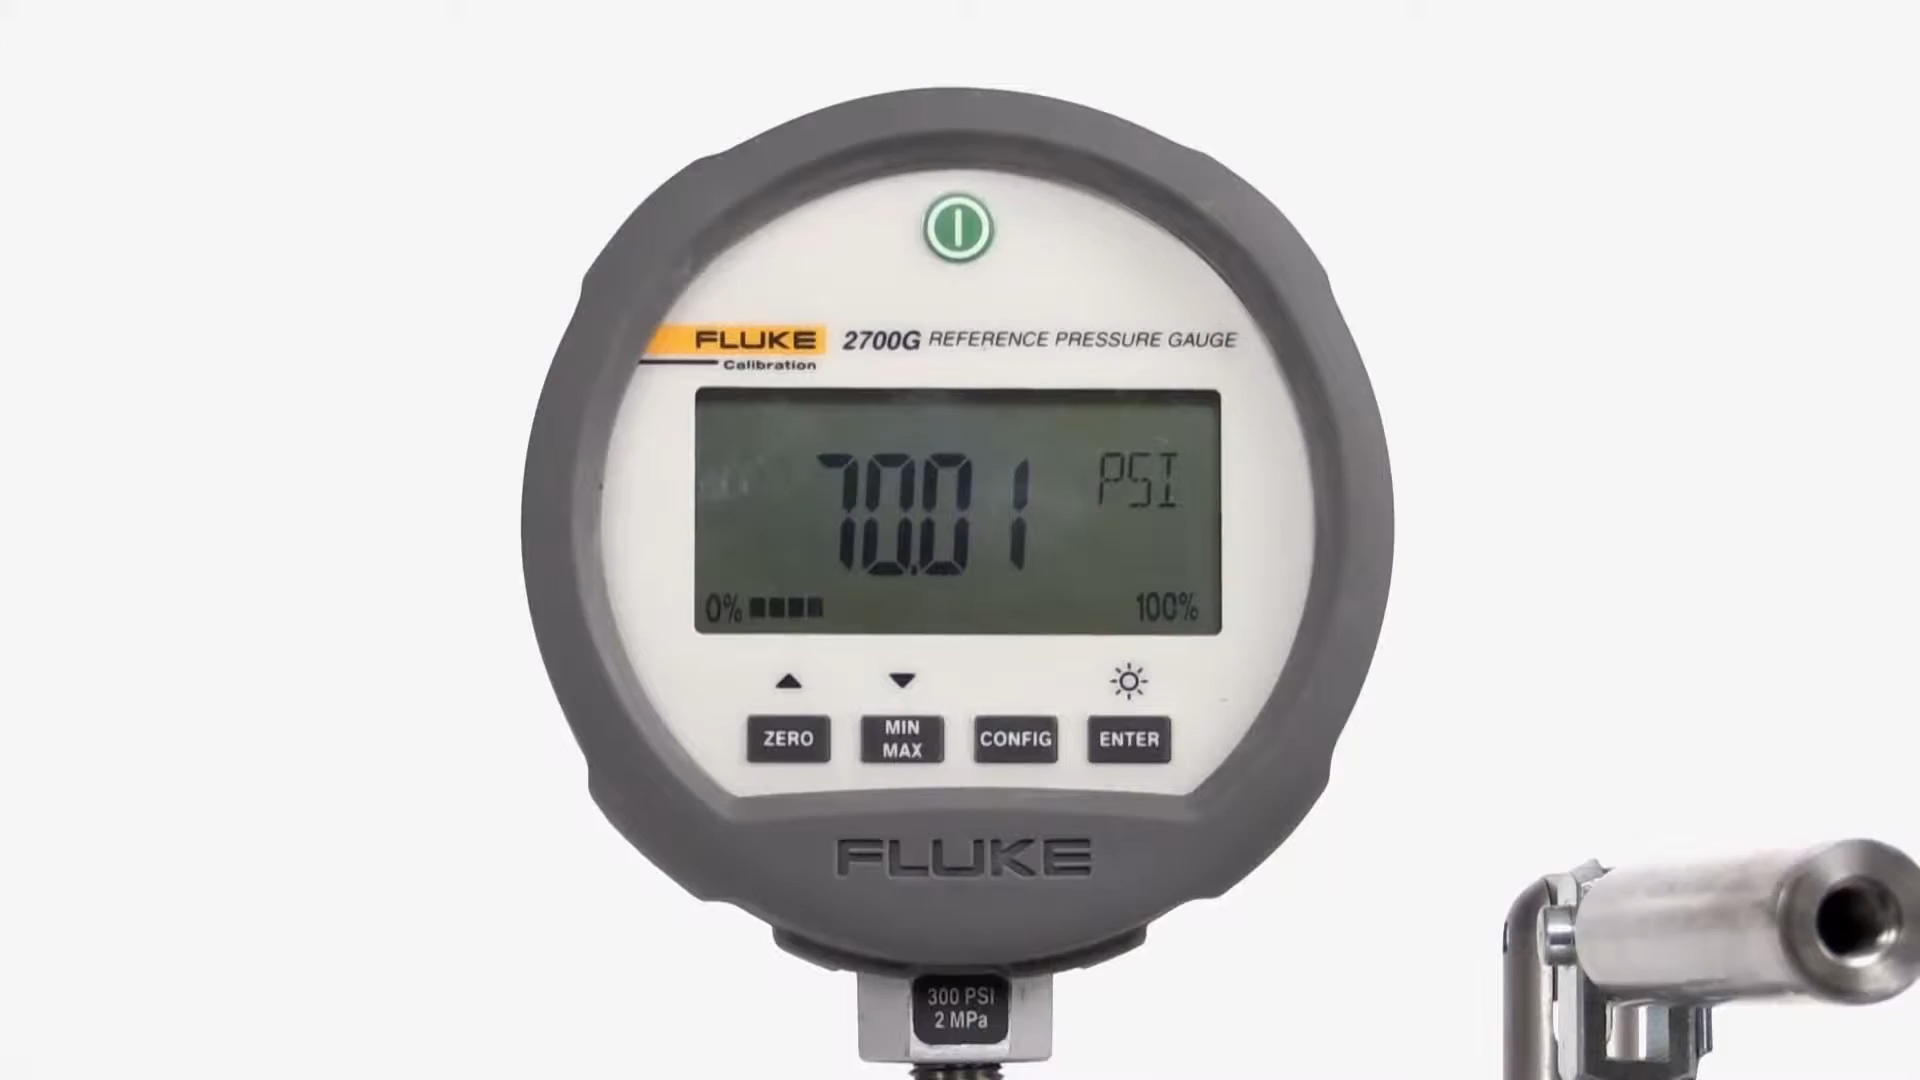 FLUKE
Calibration
2700G REFERENCE PRESSURE GAUGE
70.01 PSI
0% 100%
ZERO
MIN
MAX
CONFIG
ENTER
FLUKE
300 PSI
2 MPa